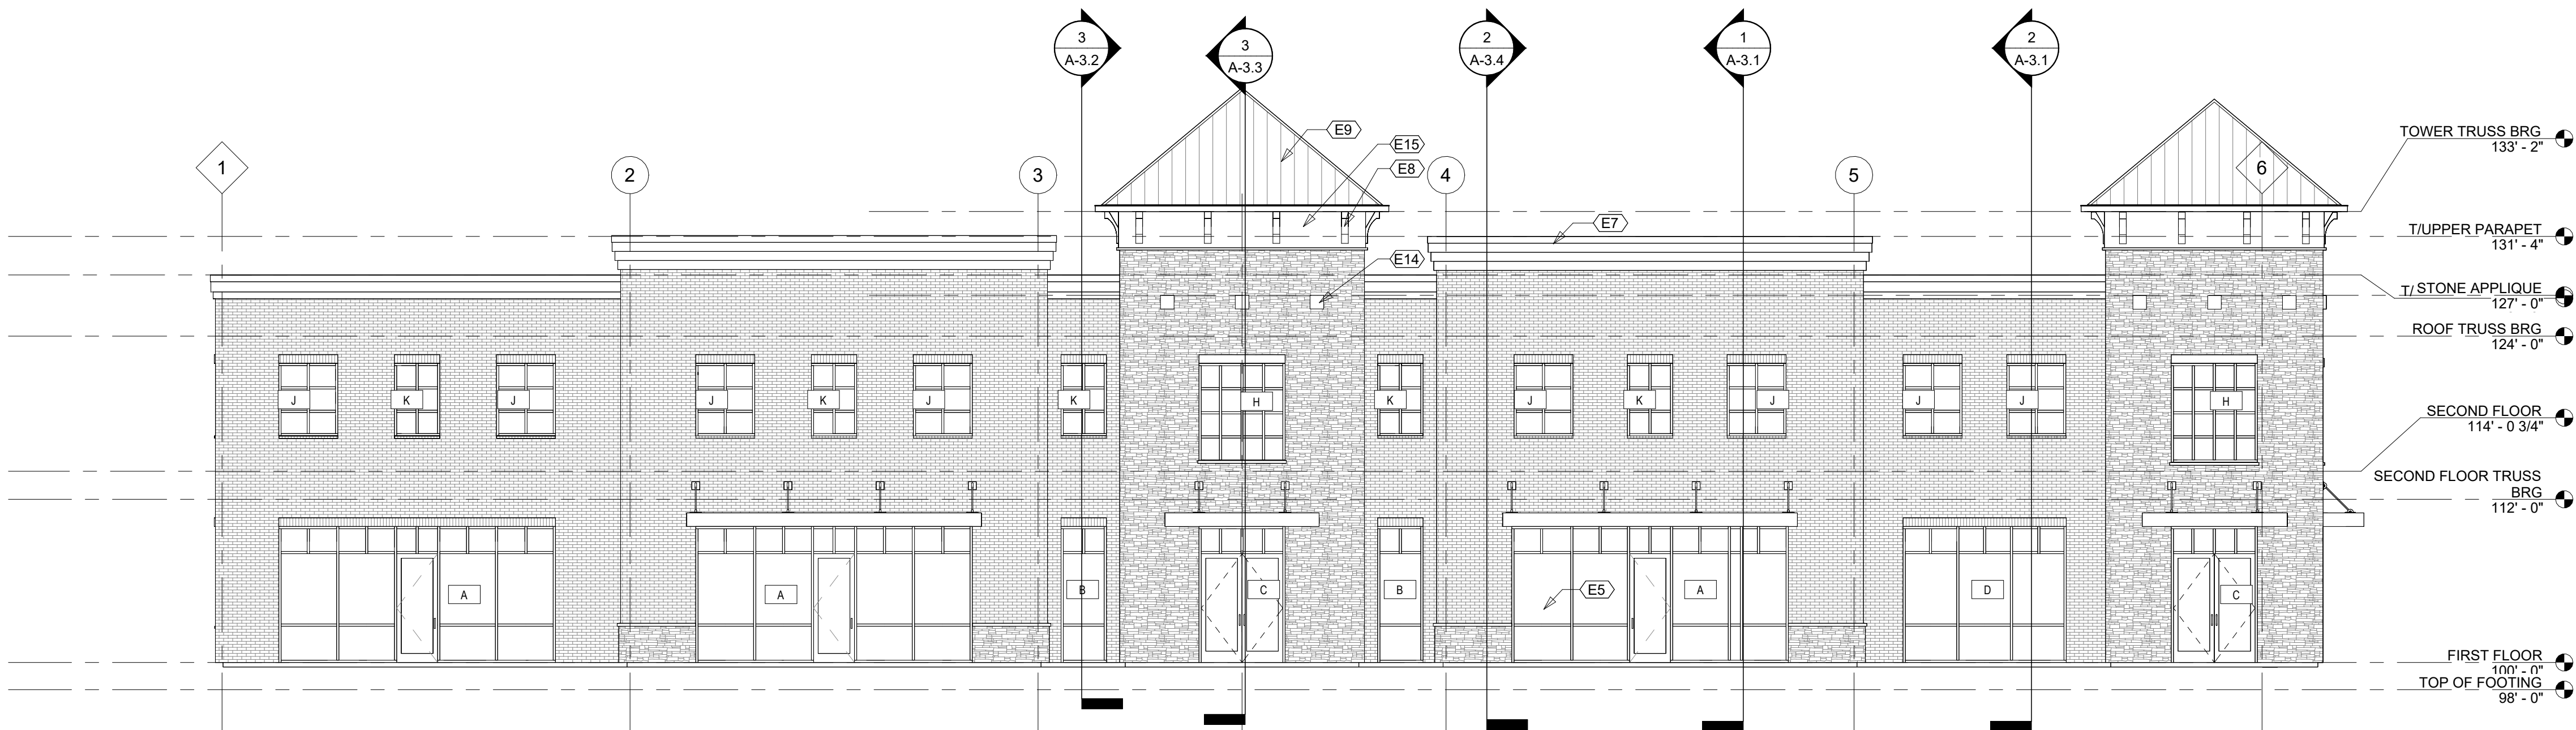 3
A-3.2
3
A-3.3
2
A-3.4
1
A-3.1
2
A-3.1
E9
E15
E8
E7
E14
1
2
3
4
5
6
TOWER TRUSS BRG
133' - 2"
T/UPPER PARAPET
131' - 4"
T/ STONE APPLIQUE
127' - 0"
ROOF TRUSS BRG
124' - 0"
SECOND FLOOR
114' - 0 3/4"
SECOND FLOOR TRUSS
BRG
112' - 0"
FIRST FLOOR
100' - 0"
TOP OF FOOTING
98' - 0"
J
K
J
J
K
J
K
H
K
J
K
J
J
J
H
A
A
B
C
B
E5
A
D
C